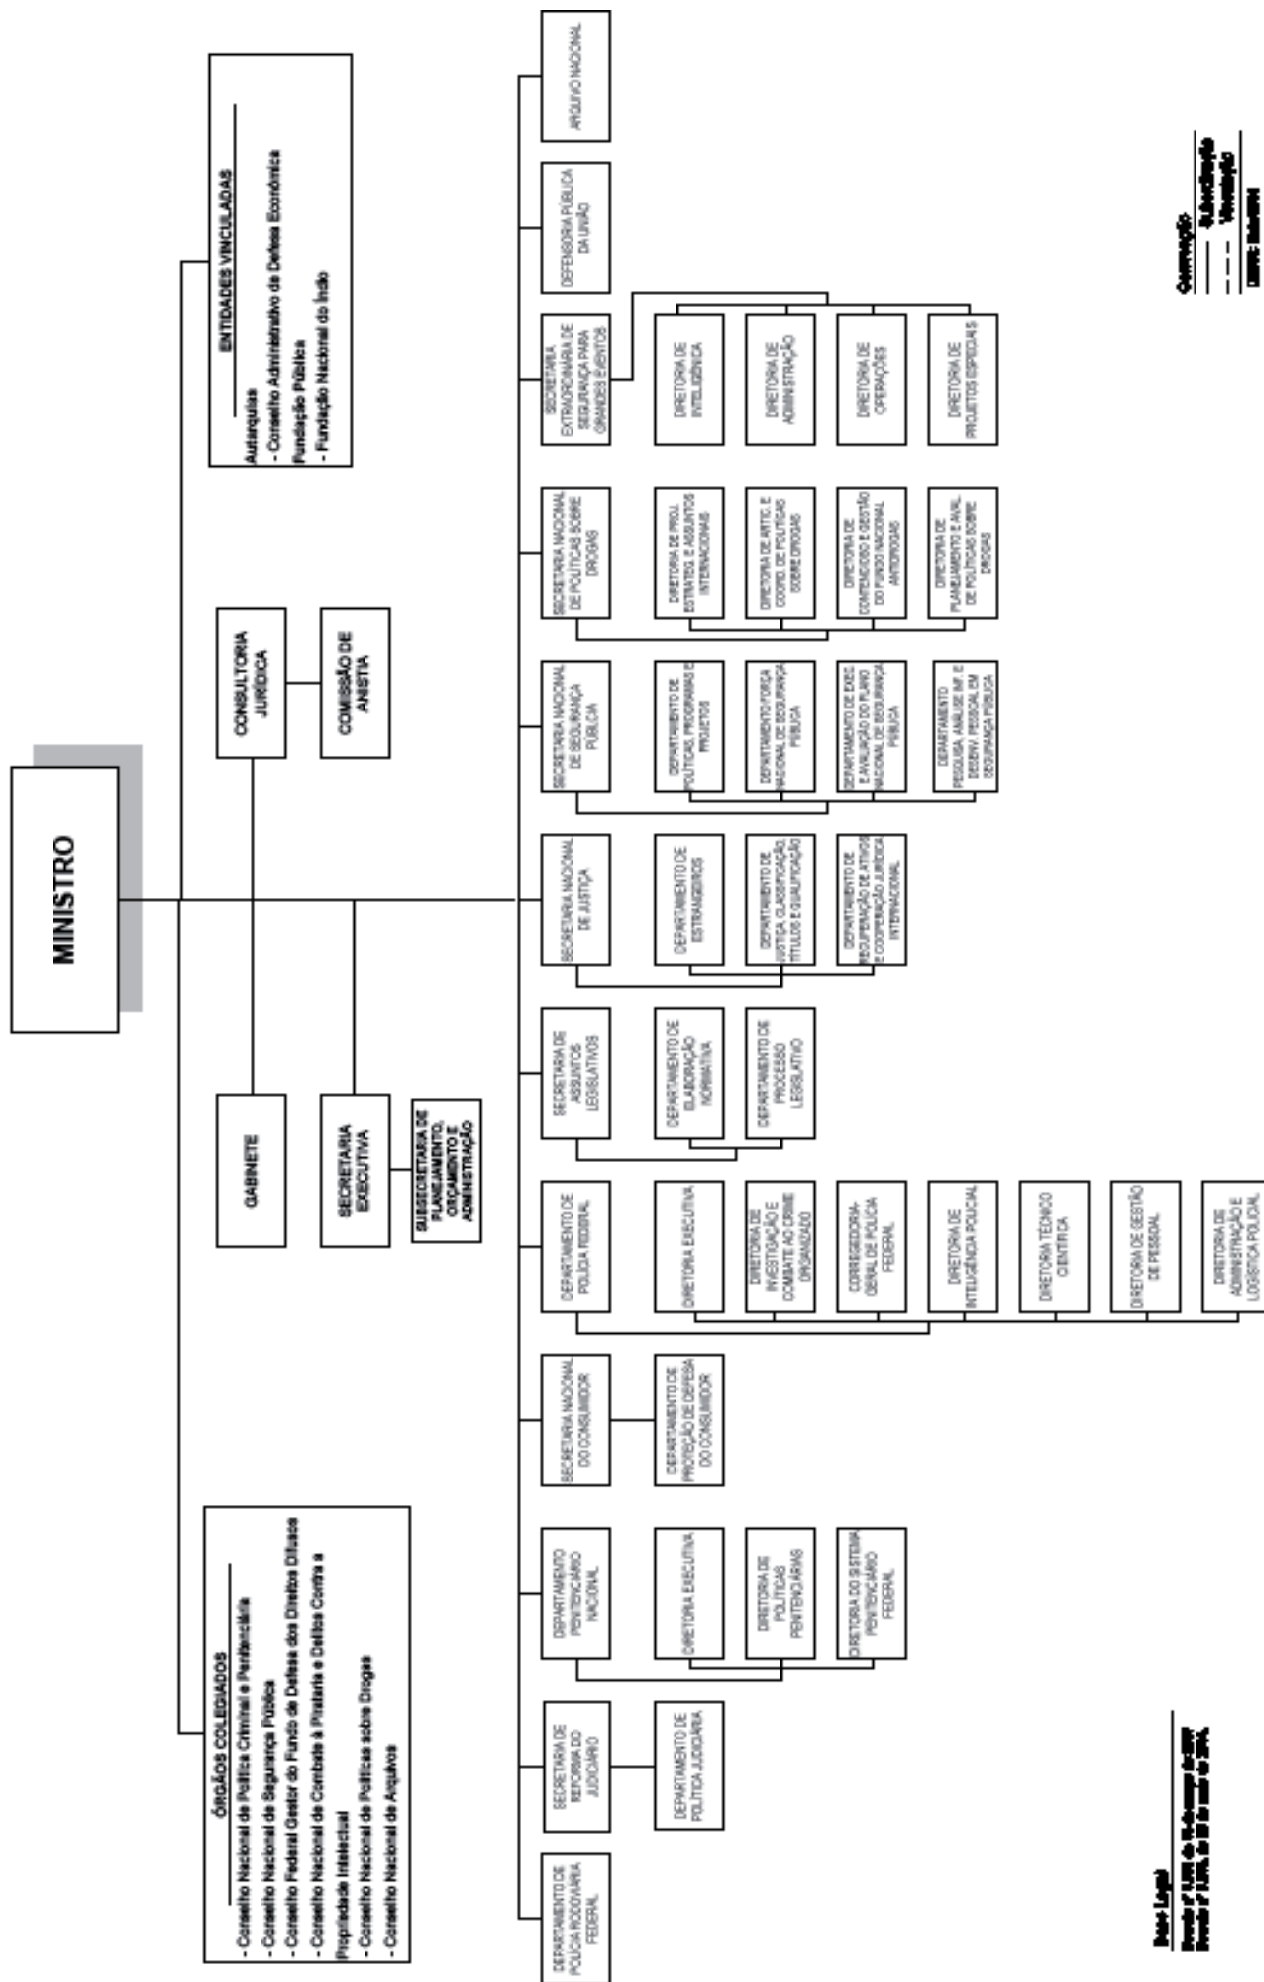 MINISTRO
ÓRGÃOS COLEGIADOS
- Conselho Nacional de Política Criminal e Penitenciária
- Conselho Nacional de Segurança Pública
- Conselho Federal Gestor do Fundo de Defesa dos Direitos Difusos
- Conselho Nacional de Combate à Pirataria e Delitos Contra a
Propriedade Intelectual
- Conselho Nacional de Políticas sobre Drogas
- Conselho Nacional de Arquivos
GABINETE
SECRETARIA
EXECUTIVA
SUBSECRETARIA DE
PLANEJAMENTO,
ORÇAMENTO E
ADMINISTRAÇÃO
CONSULTORIA
JURÍDICA
COMISSÃO DE
ANISTIA
ENTIDADES VINCULADAS
Autarquias
- Conselho Administrativo de Defesa Econômica
Fundação Pública
- Fundação Nacional do Índio
DEPARTAMENTO DE
POLÍCIA RODOVIÁRIA
FEDERAL
SECRETARIA DE
REFORMA DO
JUDICIÁRIO
DEPARTAMENTO DE
POLÍTICA JUDICIÁRIA
DEPARTAMENTO
PENITENCIÁRIO
NACIONAL
DIRETORIA EXECUTIVA
DIRETORIA DE
POLÍTICAS
PENITENCIÁRIAS
DIRETORIA DO SISTEMA
PENITENCIÁRIO
FEDERAL
SECRETARIA NACIONAL
DO CONSUMIDOR
DEPARTAMENTO DE
PROTEÇÃO DE DEFESA
DO CONSUMIDOR
DEPARTAMENTO DE
POLÍCIA FEDERAL
DIRETORIA EXECUTIVA
DIRETORIA DE
INVESTIGAÇÃO E
COMBATE AO CRIME
ORGANIZADO
CORREGEDORIA-
GERAL DE POLÍCIA
FEDERAL
DIRETORIA DE
INTELIGÊNCIA POLICIAL
DIRETORIA TÉCNICO
CIENTÍFICA
DIRETORIA DE GESTÃO
DE PESSOAL
DIRETORIA DE
ADMINISTRAÇÃO E
LOGÍSTICA POLICIAL
SECRETARIA DE
ASSUNTOS
LEGISLATIVOS
DEPARTAMENTO DE
ELABORAÇÃO
NORMATIVA
DEPARTAMENTO DE
PROCESSO
LEGISLATIVO
SECRETARIA NACIONAL
DE JUSTIÇA
DEPARTAMENTO DE
ESTRANGEIROS
DEPARTAMENTO DE
JUSTIÇA, CLASSIFICAÇÃO,
TÍTULOS E QUALIFICAÇÃO
DEPARTAMENTO DE
RECUPERAÇÃO DE ATIVOS
E COOPERAÇÃO JURÍDICA
INTERNACIONAL
SECRETARIA NACIONAL
DE SEGURANÇA
PÚBLCIA
DEPARTAMENTO DE
POLÍTICAS, PROGRAMAS E
PROJETOS
DEPARTAMENTO FORÇA
NACIONAL DE SEGURANÇA
PÚBLICA
DEPARTAMENTO DE EXEC.
E AVALIAÇÃO DO PLANO
NACIONAL DE SEGURANÇA
PÚBLICA
DEPARTAMENTO
PESQUISA, ANÁLISE INF. E
DESENV. PESSOAL EM
SEGURANÇA PÚBLICA
SECRETARIA NACIONAL
DE POLÍTICAS SOBRE
DROGAS
DIRETORIA DE PROJ.
ESTRATEG. E ASSUNTOS
INTERNACIONAIS
DIRETORIA DE ARTIC. E
COORD. DE POLÍTICAS
SOBRE DROGAS
DIRETORIA DE
CONTENCIOSO E GESTÃO
DO FUNDO NACIONAL
ANTIDROGAS
DIRETORIA DE
PLANEJAMENTO E AVAL.
DE POLÍTICAS SOBRE
DROGAS
SECRETARIA
EXTRAORDINÁRIA DE
SEGURANÇA PARA
GRANDES EVENTOS
DIRETORIA DE
INTELIGÊNICA
DIRETORIA DE
ADMINISTRAÇÃO
DIRETORIA DE
OPERAÇÕES
DIRETORIA DE
PROJETOS ESPECIAIS
DEFENSORIA PÚBLICA
DA UNIÃO
ARQUIVO NACIONAL
Base Legal
Convenção
Subordinação
Vinculação